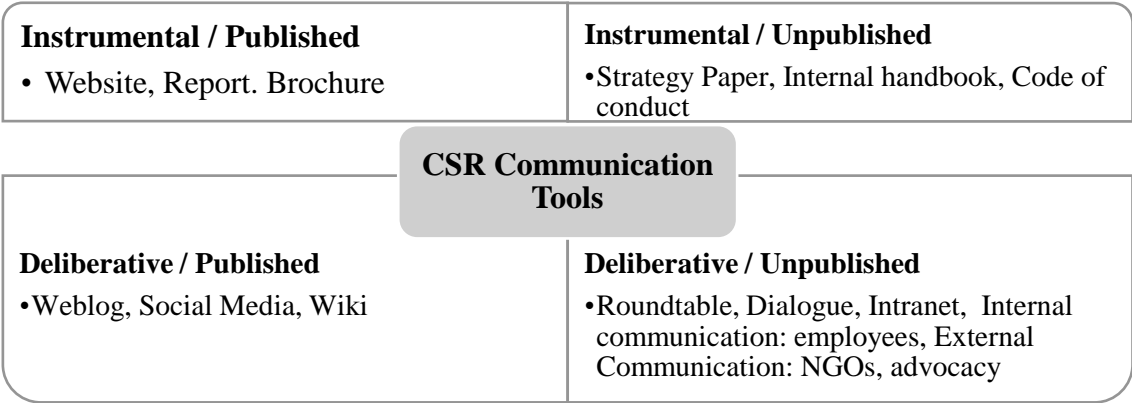 Instrumental / Published
• Website, Report. Brochure
Instrumental / Unpublished
•Strategy Paper, Internal handbook, Code of
conduct
CSR Communication
Tools
Deliberative / Published
•Weblog, Social Media, Wiki
Deliberative / Unpublished
•Roundtable, Dialogue, Intranet, Internal
communication: employees, External
Communication: NGOs, advocacy